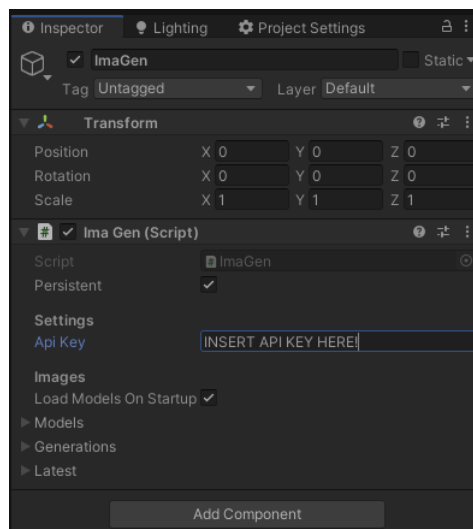 Inspector Lighting Project Settings
ImaGen Static
Tag Untagged Layer Default
Transform
Position X 0 Y 0 Z 0
Rotation X 0 Y 0 Z 0
Scale X 1 Y 1 Z 1
# Ima Gen (Script)
Script # ImaGen
Persistent
Settings
Api Key INSERT API KEY HERE!
Images
Load Models On Startup
Models
Generations
Latest
Add Component